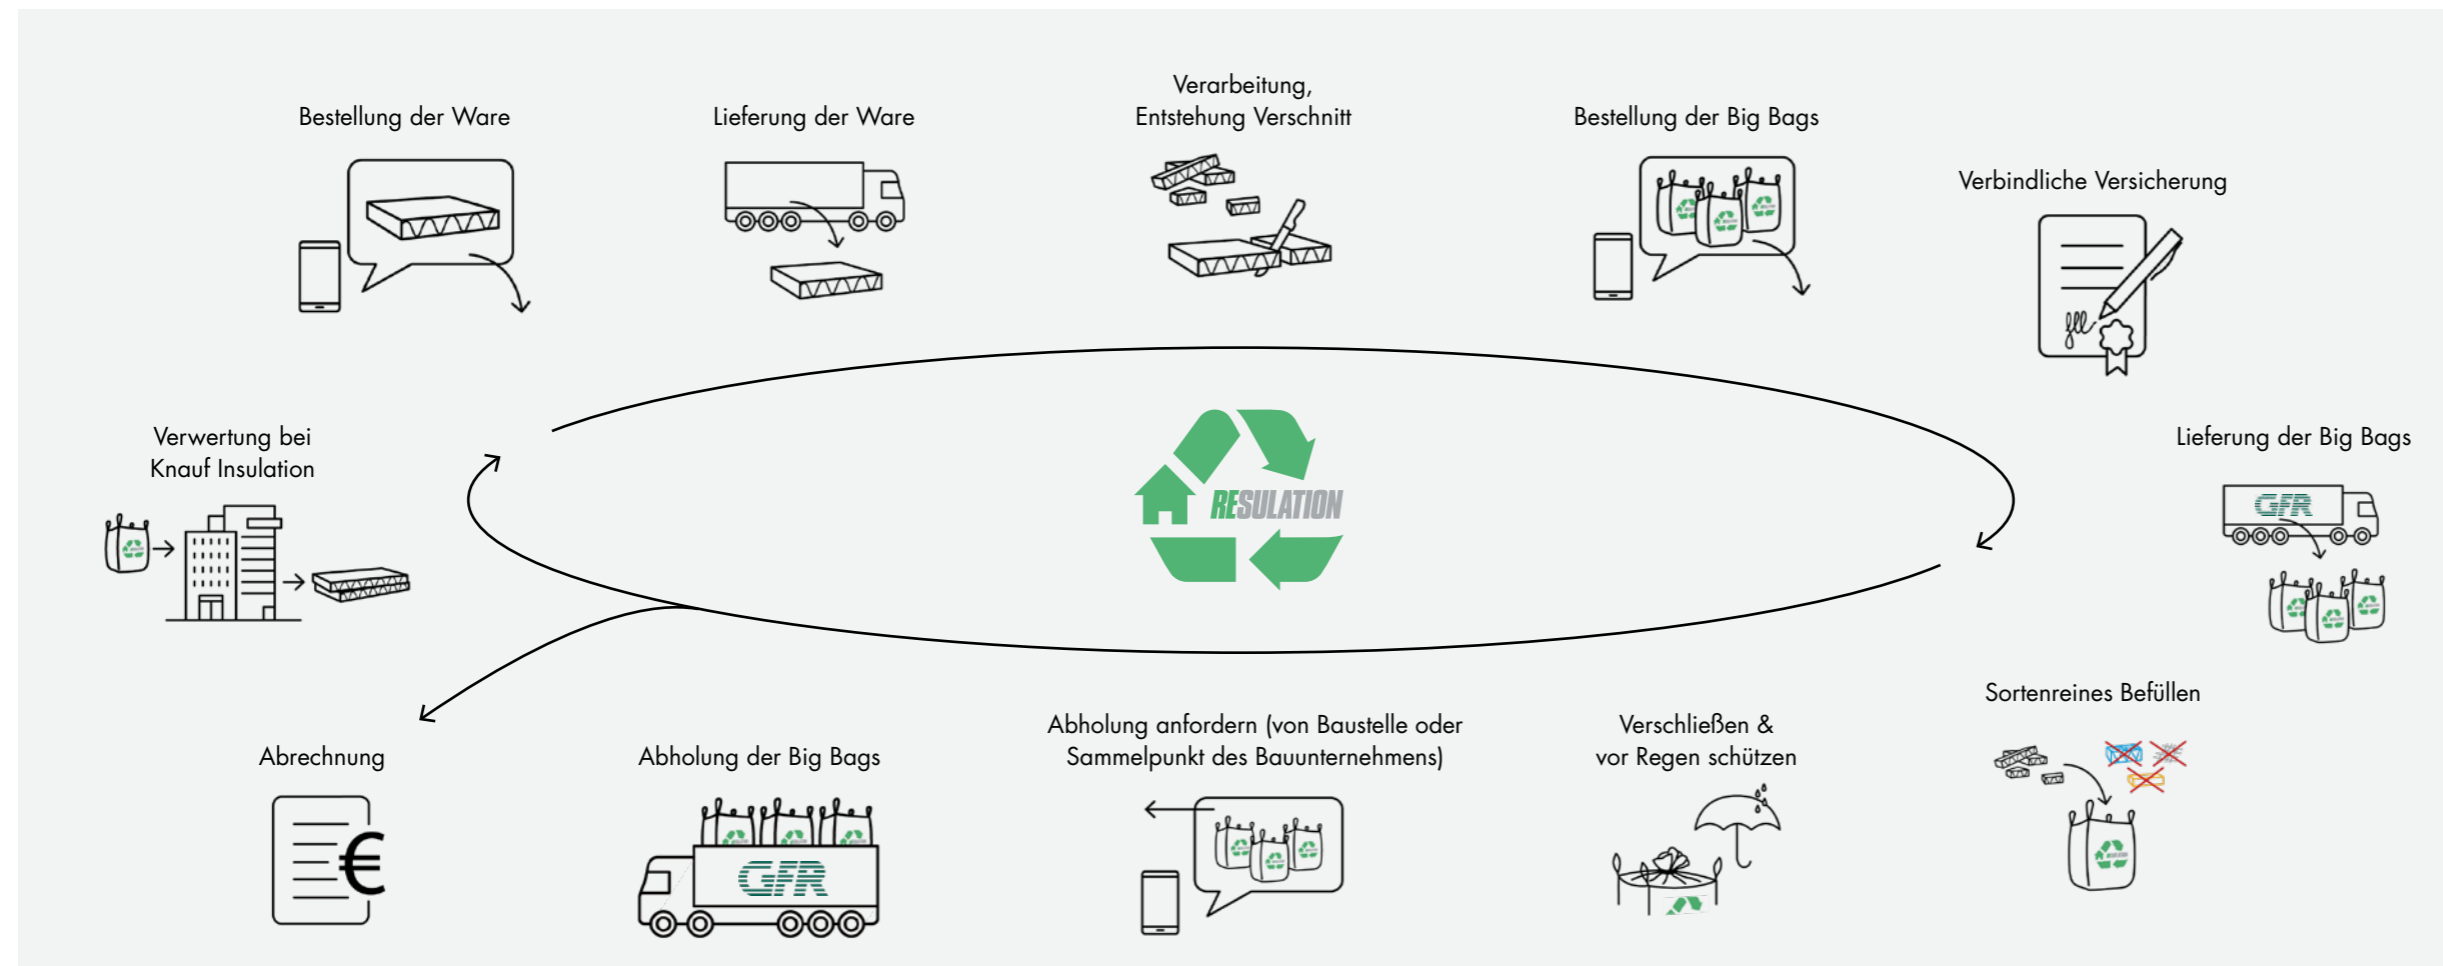 Bestellung der Ware
Lieferung der Ware
Verarbeitung,
Entstehung Verschnitt
Bestellung der Big Bags
Verbindliche Versicherung
Lieferung der Big Bags
GFR
Sortenreines Befüllen
RESULATION
Verschließen &
vor Regen schützen
Abholung anfordern (von Baustelle oder
Sammelpunkt des Bauunternehmens)
Abholung der Big Bags
GFR
Abrechnung
€
Verwertung bei
Knauf Insulation
RESULATION